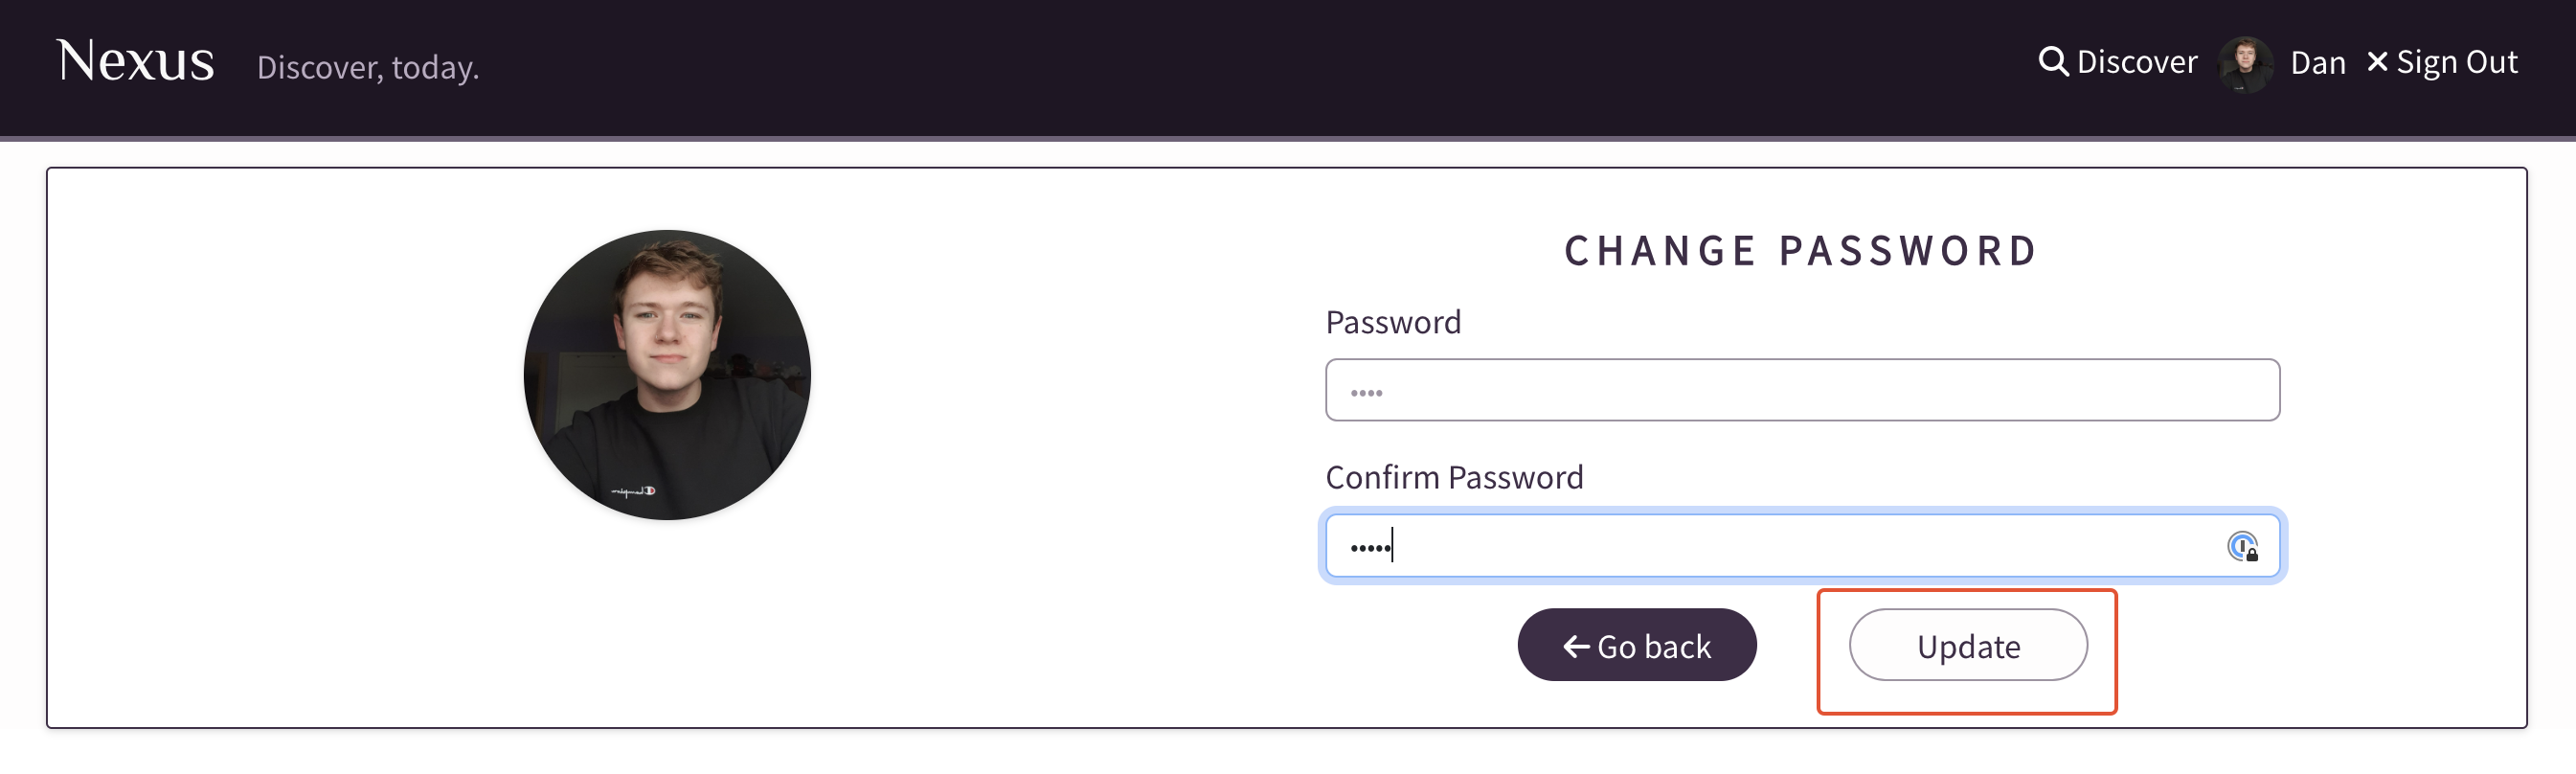 Nexus Discover, today. Discover Dan Sign Out
CHANGE PASSWORD
Password
••••
Confirm Password
•••••
Go back Update